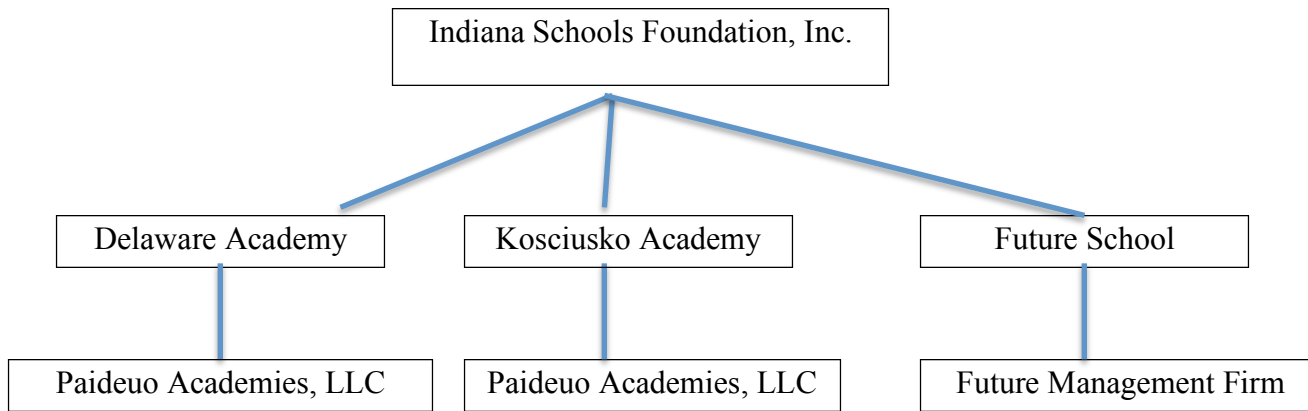 Indiana Schools Foundation, Inc.
Delaware Academy
Kosciusko Academy
Future School
Paideuo Academies, LLC
Paideuo Academies, LLC
Future Management Firm